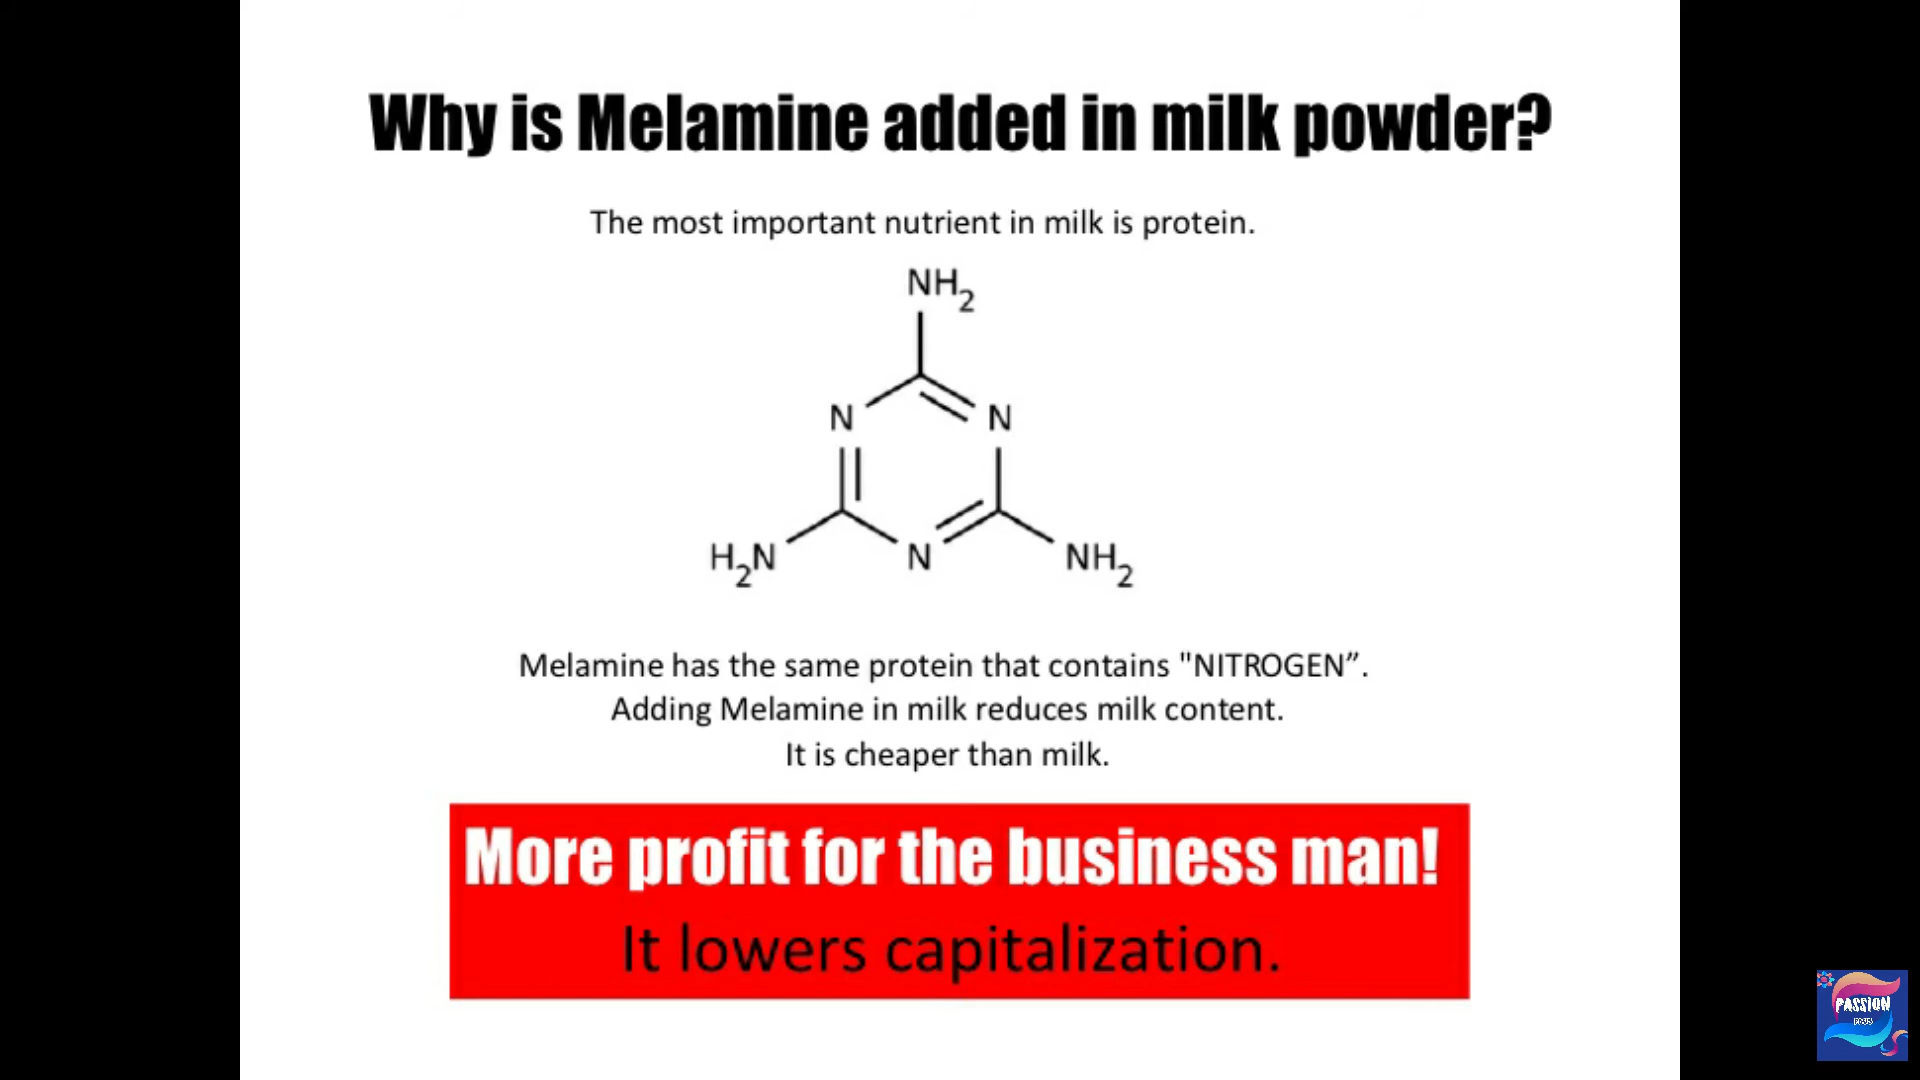 Why is Melamine added in milk powder?
The most important nutrient in milk is protein.
NH2
N N
H2N N NH2
Melamine has the same protein that contains "NITROGEN”.
Adding Melamine in milk reduces milk content.
It is cheaper than milk.
More profit for the business man!
It lowers capitalization.
PASSION